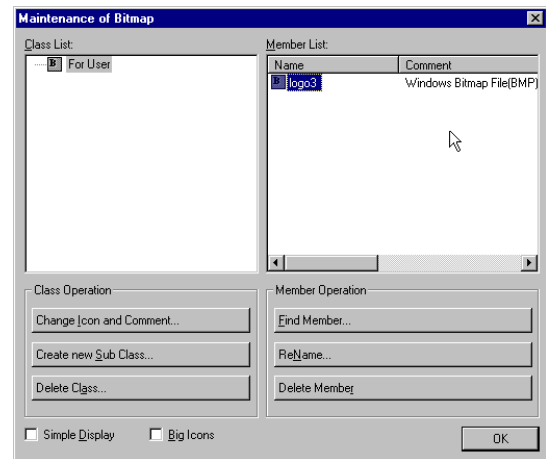 Maintenance of Bitmap
Class List:
For User
Member List:
Name Comment
logo3 Windows Bitmap File(BMP)
Class Operation
Change Icon and Comment...
Create new Sub Class...
Delete Class...
Member Operation
Find Member...
ReName...
Delete Member
Simple Display Big Icons
OK